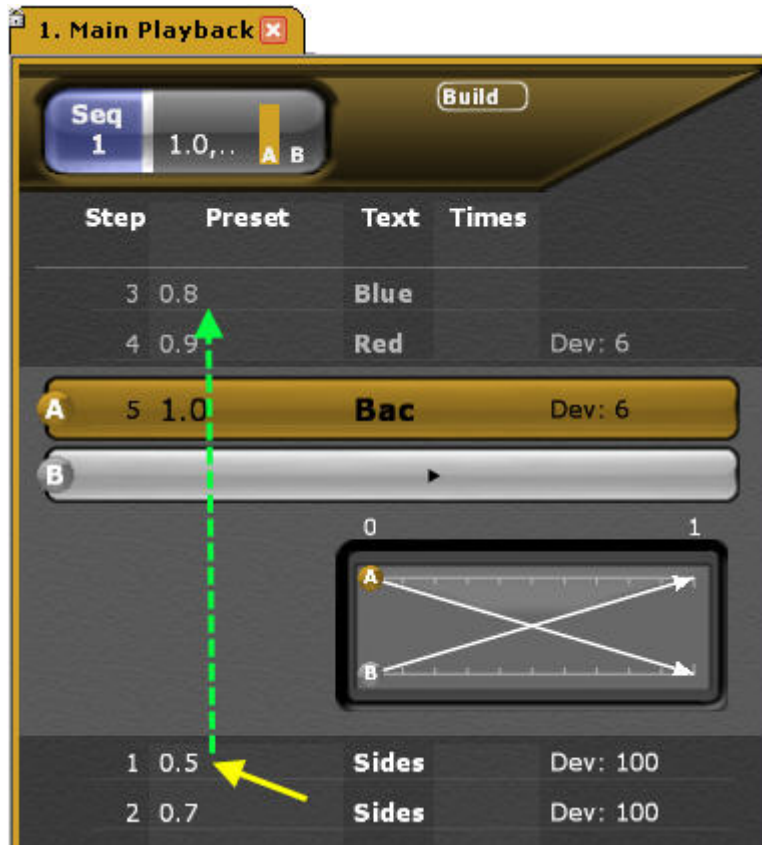 1. Main Playback
Build
Seq
1
1.0,..
A B
Step Preset Text Times
3 0.8 Blue
4 0.9 Red Dev: 6
A 5 1.0 Bac Dev: 6
B
0 1
A
B
1 0.5 Sides Dev: 100
2 0.7 Sides Dev: 100